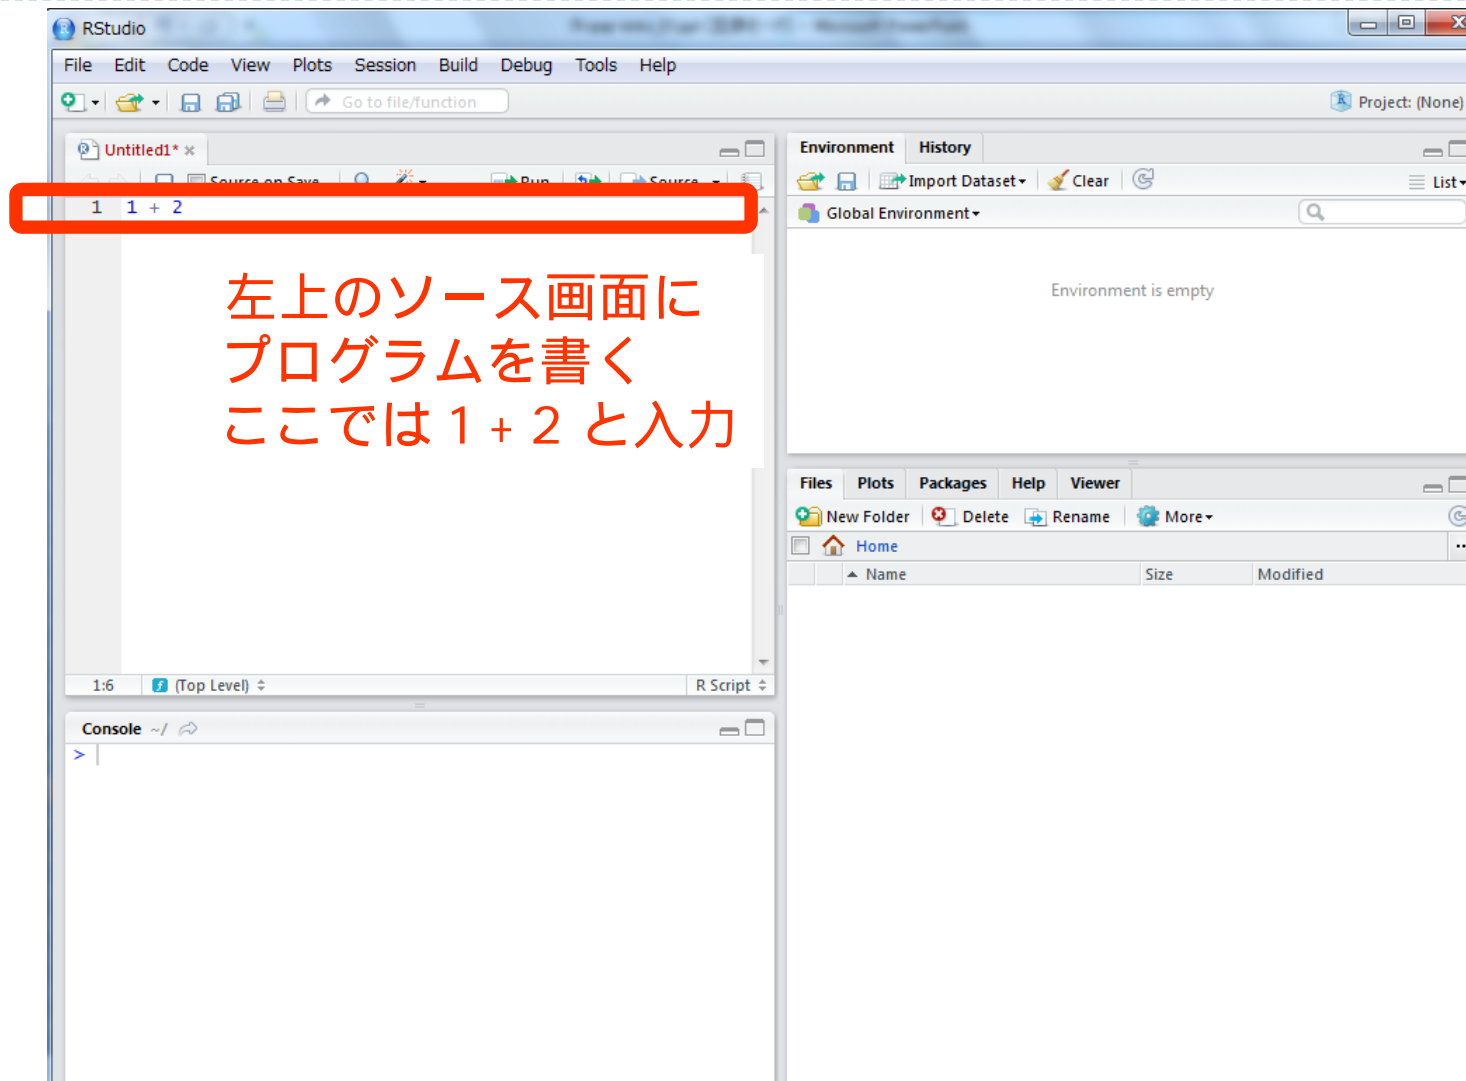 RStudio
File Edit Code View Plots Session Build Debug Tools Help
Go to file/function
Project: (None)
Untitled1*
Source on Save
Run
Source
1 1 + 2
左上のソース画面に
プログラムを書く
ここでは１+２と入力
1:6 (Top Level) R Script
Console ~/
>
Environment History
Import Dataset Clear List
Global Environment
Environment is empty
Files Plots Packages Help Viewer
New Folder Delete Rename More
Home
Name Size Modified